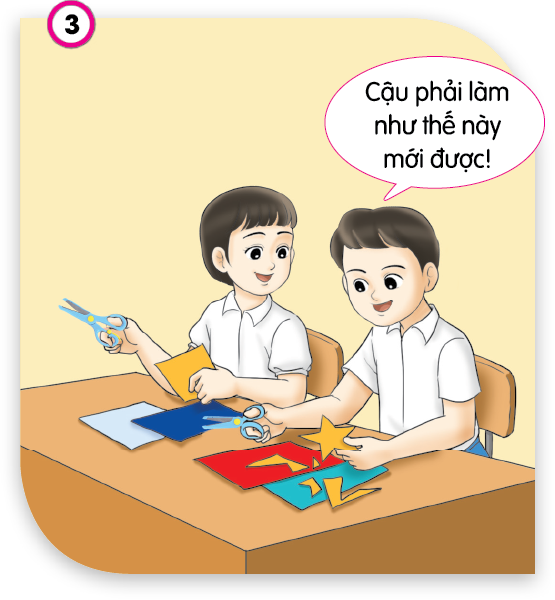 3
Cậu phải làm
như thế này
mới được!